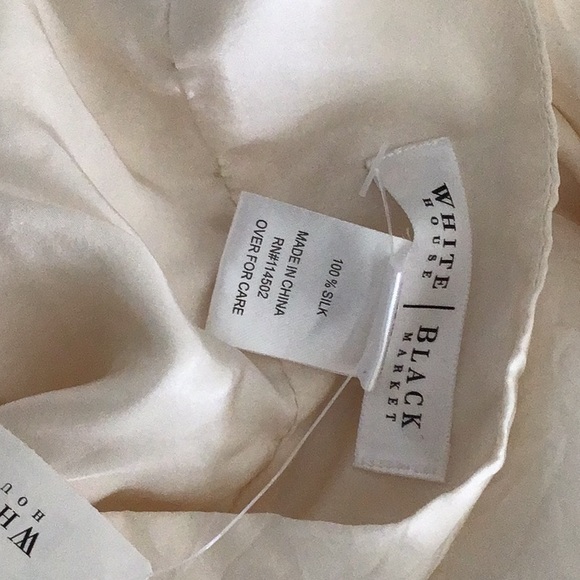 WHITE | BLACK
HOUSE MARKET
100 % SILK
MADE IN CHINA
RN#114502
OVER FOR CARE
WH
HOU